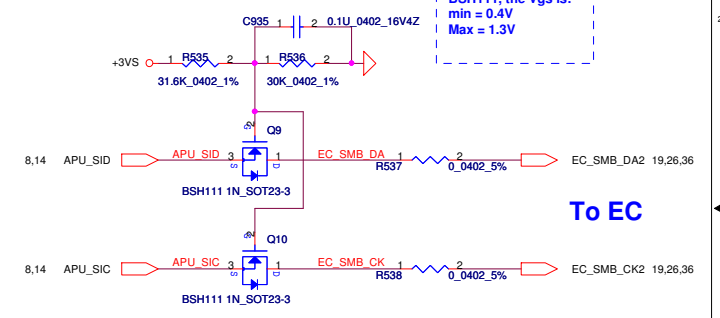 BSH111, the Vgs is:
min = 0.4V
Max = 1.3V
C935 1 2 0.1U_0402_16V4Z
+3VS 1 R535 2 1 R536 2
31.6K_0402_1% 30K_0402_1%
2 G Q9
8,14 APU_SID APU_SID 3 S 1 D EC_SMB_DA 1 2 EC_SMB_DA2 19,26,36
R537 0_0402_5%
BSH111 1N_SOT23-3
To EC
2 G Q10
8,14 APU_SIC APU_SIC 3 S 1 D EC_SMB_CK 1 2 EC_SMB_CK2 19,26,36
R538 0_0402_5%
BSH111 1N_SOT23-3